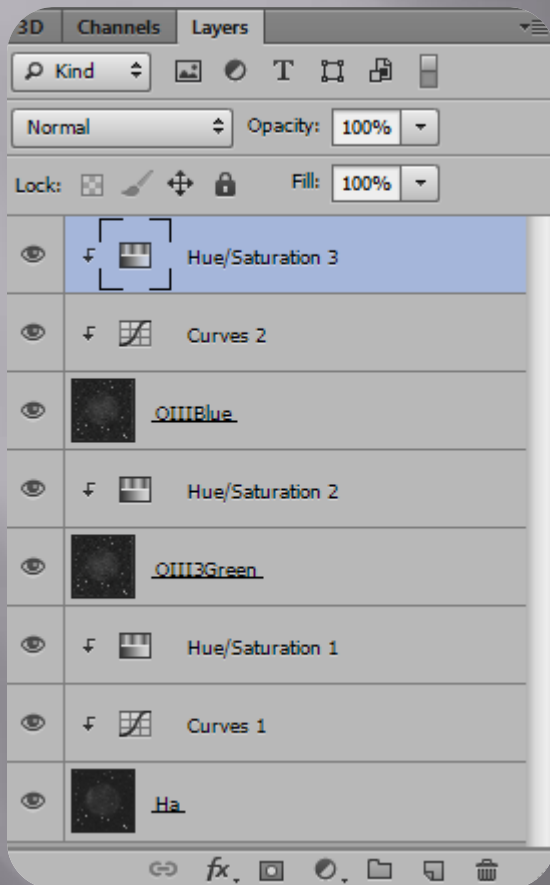 3D Channels Layers
Kind T
Normal Opacity: 100%
Lock: Fill: 100%
Hue/Saturation 3
Curves 2
OIIIBlue
Hue/Saturation 2
OIII3Green
Hue/Saturation 1
Curves 1
Ha
fx